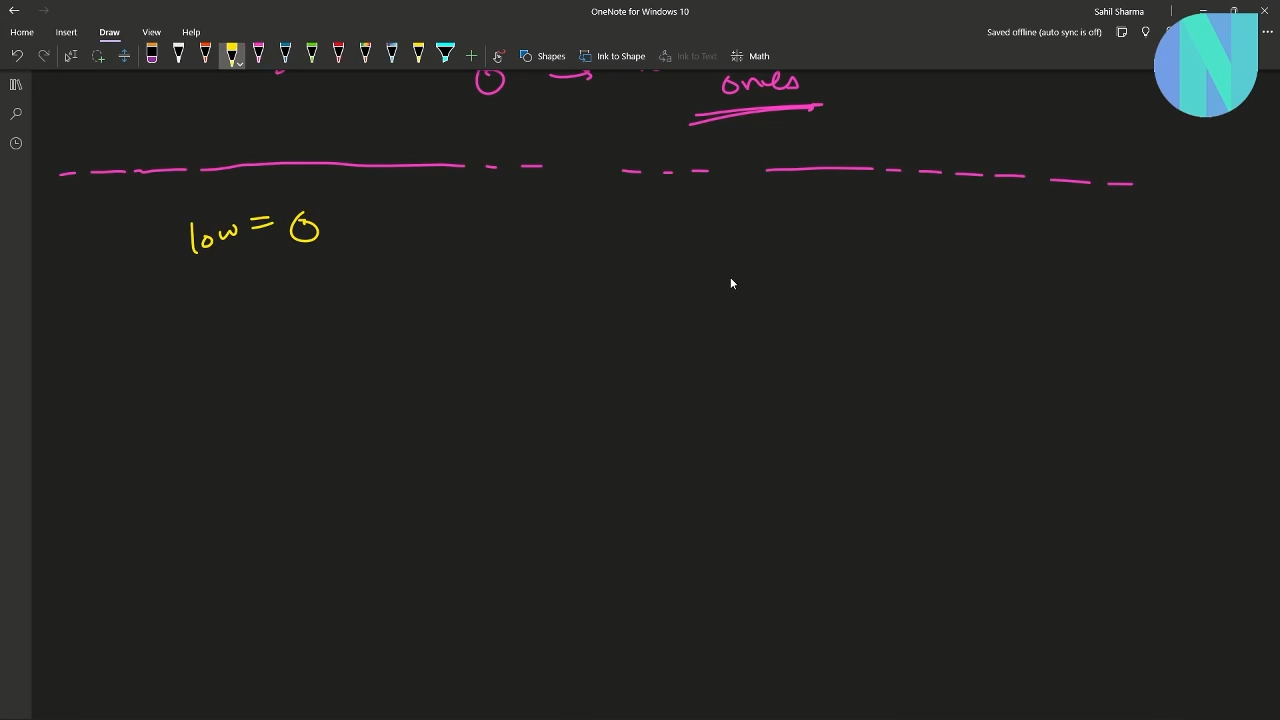 OneNote for Windows 10
Sahil Sharma
Home Insert Draw View Help
Saved offline (auto sync is off)
Shapes Ink to Shape Ink to Text Math
ones
low = 0